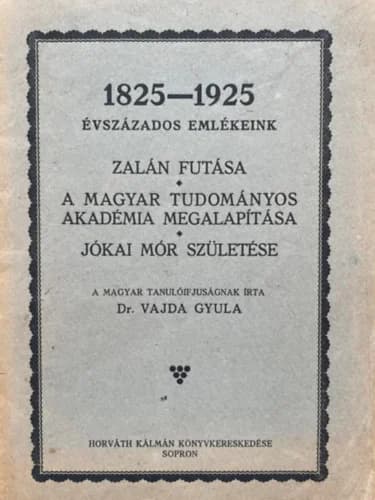 1825—1925
ÉVSZÁZADOS EMLÉKEINK
ZALÁN FUTÁSA
A MAGYAR TUDOMÁNYOS
AKADÉMIA MEGALAPÍTÁSA
JÓKAI MÓR SZÜLETÉSE
A MAGYAR TANULÓIFJUSÁGNAK ÍRTA
Dr. VAJDA GYULA
HORVÁTH KÁLMÁN KÖNYVKERESKEDÉSE
SOPRON